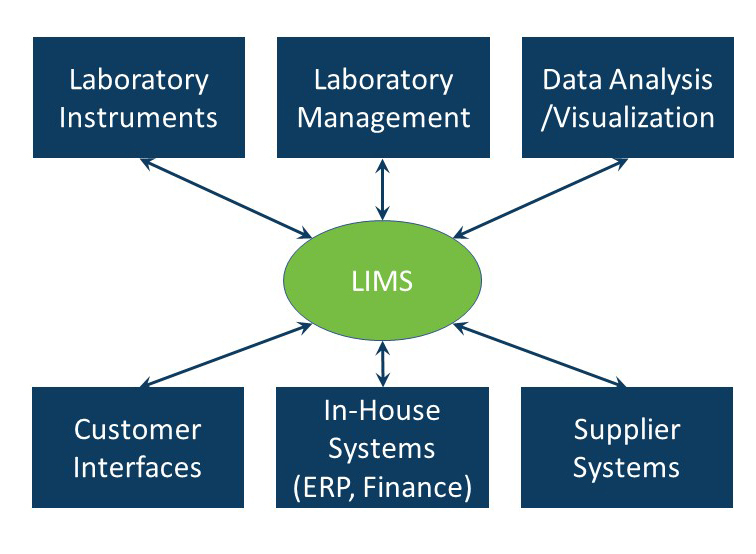 Laboratory
Instruments
Laboratory
Management
Data Analysis
/Visualization
LIMS
Customer
Interfaces
In-House
Systems
(ERP, Finance)
Supplier
Systems